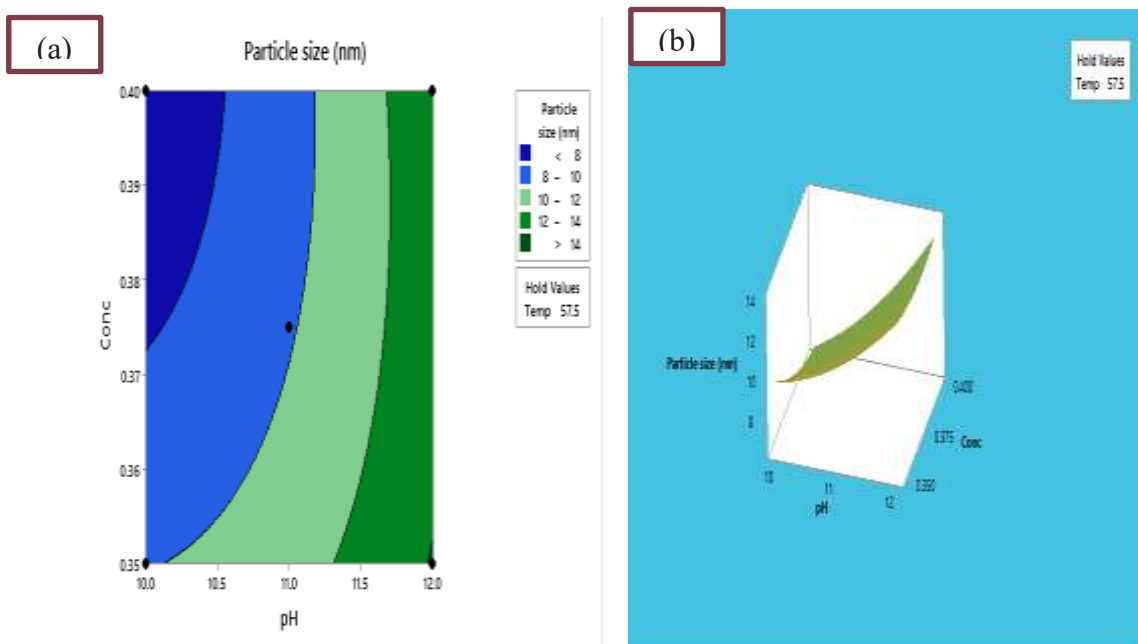 (a)
Particle size (nm)
0.40
0.39
0.38
0.37
0.36
0.35
Conc
10.0
10.5
11.0
11.5
12.0
pH
Particle
size (nm)
< 8
8 – 10
10 – 12
12 – 14
> 14
Hold Values
Temp 57.5
(b)
Hold Values
Temp 57.5
14
12
10
8
Particle size (nm)
10
11
12
pH
0.400
0.375
0.350
Conc